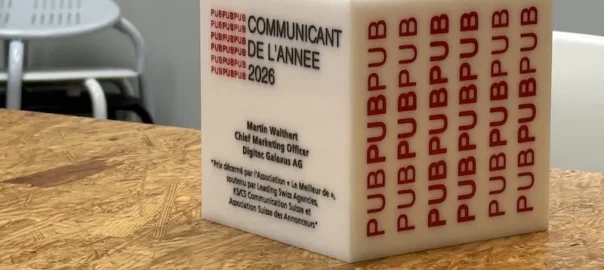 PUBPUBPUB
PUBPUBPUB
PUBPUBPUB
PUBPUBPUB
PUBPUBPUB
PUBPUBPUB
COMMUNICANT
DE L'ANNEE
2026
Martin Walthert
Chief Marketing Officer
Digitec Galaxus AG
"Prix décerné par l'Association « Le Meilleur de »,
soutenu par Leading Swiss Agencies,
KS/CS Communication Suisse et
Association Suisse des Annonceurs"
PUBPUBPUB
PUBPUBPUB
PUBPUBPUB
PUBPUBPUB
PUBPUBPUB
PUBPUBPUB